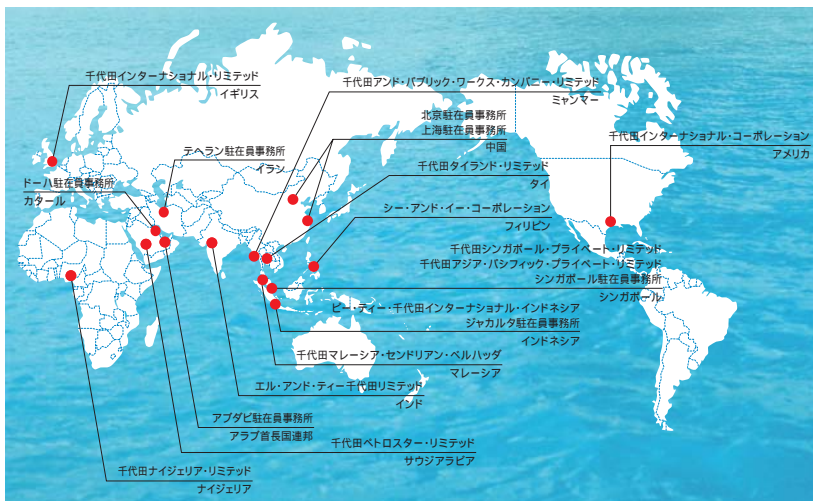 千代田インターナショナル・リミテッド
イギリス
千代田アンド・パブリック・ワークス・カンパニー・リミテッド
ミャンマー
北京駐在員事務所
上海駐在員事務所
中国
千代田インターナショナル・コーポレーション
アメリカ
テヘラン駐在員事務所
イラン
千代田タイランド・リミテッド
タイ
ドーハ駐在員事務所
カタール
シー・アンド・イー・コーポレーション
フィリピン
千代田シンガポール・プライベート・リミテッド
千代田アジア・パシフィック・プライベート・リミテッド
シンガポール駐在員事務所
シンガポール
ピー・ティー・千代田インターナショナル・インドネシア
ジャカルタ駐在員事務所
インドネシア
千代田マレーシア・センドリアン・ベルハッダ
マレーシア
エル・アンド・ティー千代田リミテッド
インド
アブダビ駐在員事務所
アラブ首長国連邦
千代田ペトロスター・リミテッド
サウジアラビア
千代田ナイジェリア・リミテッド
ナイジェリア